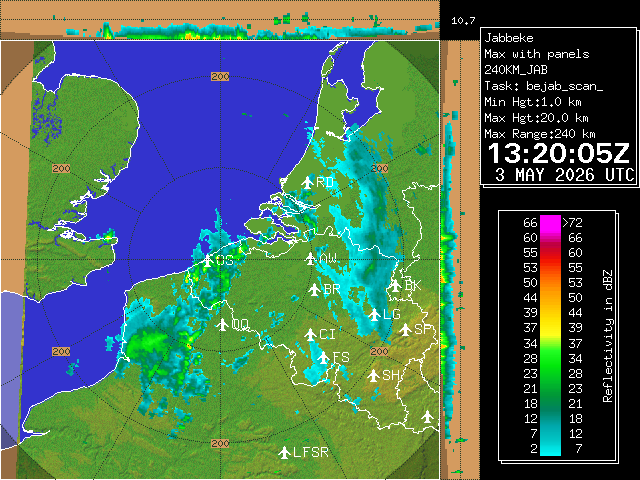 10.7
Jabbeke
Max with panels
240KM_JAB
Task: bejab_scan_
Min Hgt:1.0 km
Max Hgt:20.0 km
Max Range:240 km
13:20:05Z
3 MAY 2026 UTC
200
200
200
RD
OS
AW
BK
BR
LG
QO
CI
SP
200
FS
200
SH
200
LFSR
66 >72
60 66
55 60
53 55
50 53
44 50
39 44
37 39
34 37
28 34
23 28
21 23
18 21
12 18
7 12
2 7
Reflectivity in dBZ